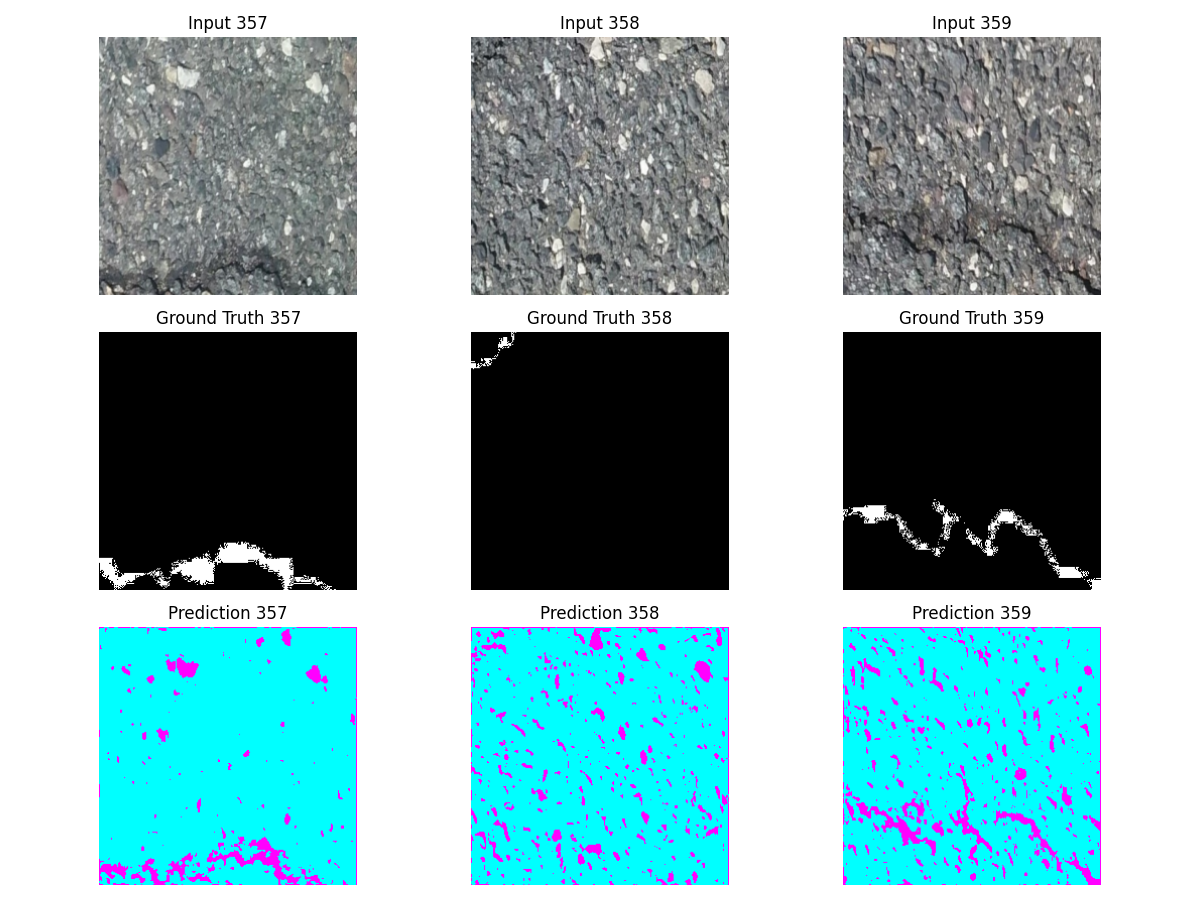 Input 357
Input 358
Input 359
Ground Truth 357
Ground Truth 358
Ground Truth 359
Prediction 357
Prediction 358
Prediction 359